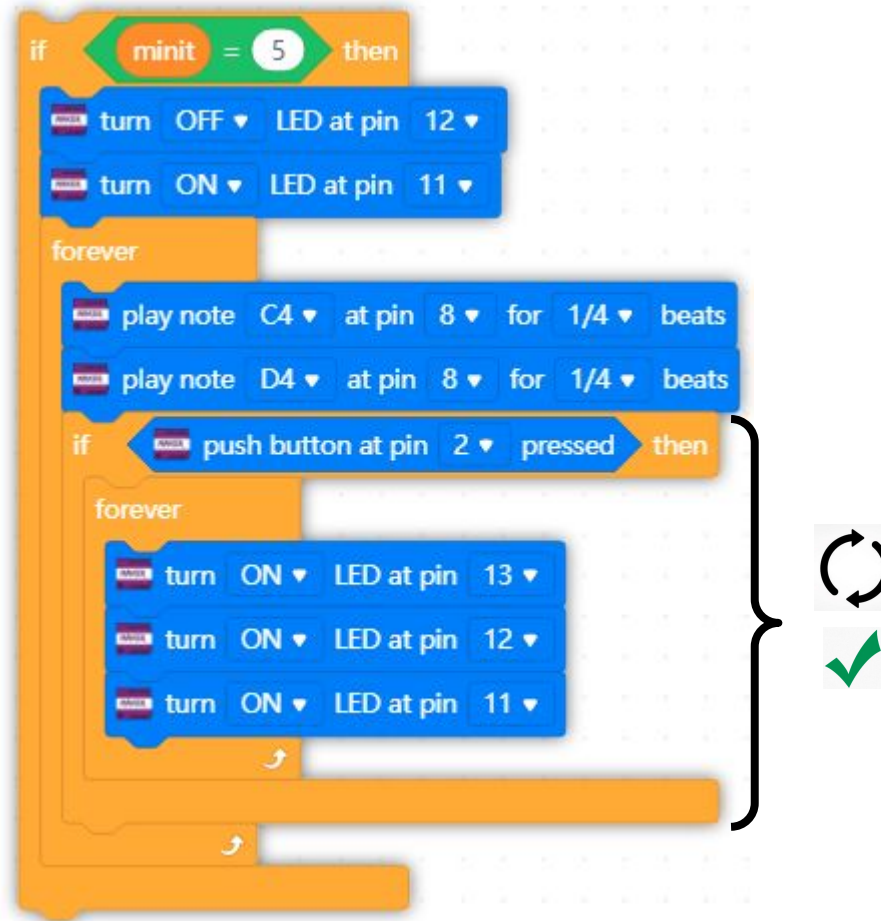 if minit = 5 then
turn OFF LED at pin 12
turn ON LED at pin 11
forever
play note C4 at pin 8 for 1/4 beats
play note D4 at pin 8 for 1/4 beats
if push button at pin 2 pressed then
forever
turn ON LED at pin 13
turn ON LED at pin 12
turn ON LED at pin 11